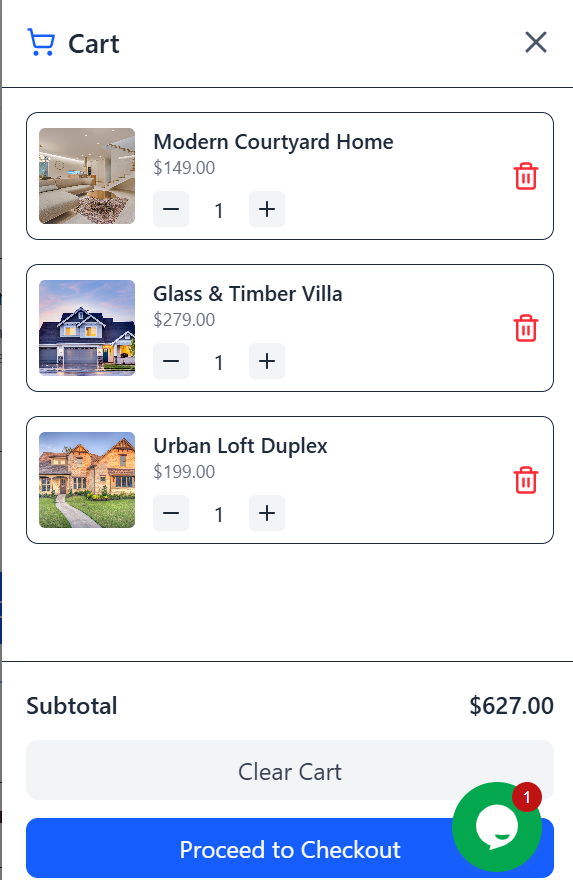 Cart
Modern Courtyard Home
$149.00
1
Glass & Timber Villa
$279.00
1
Urban Loft Duplex
$199.00
1
Subtotal $627.00
Clear Cart
1
Proceed to Checkout